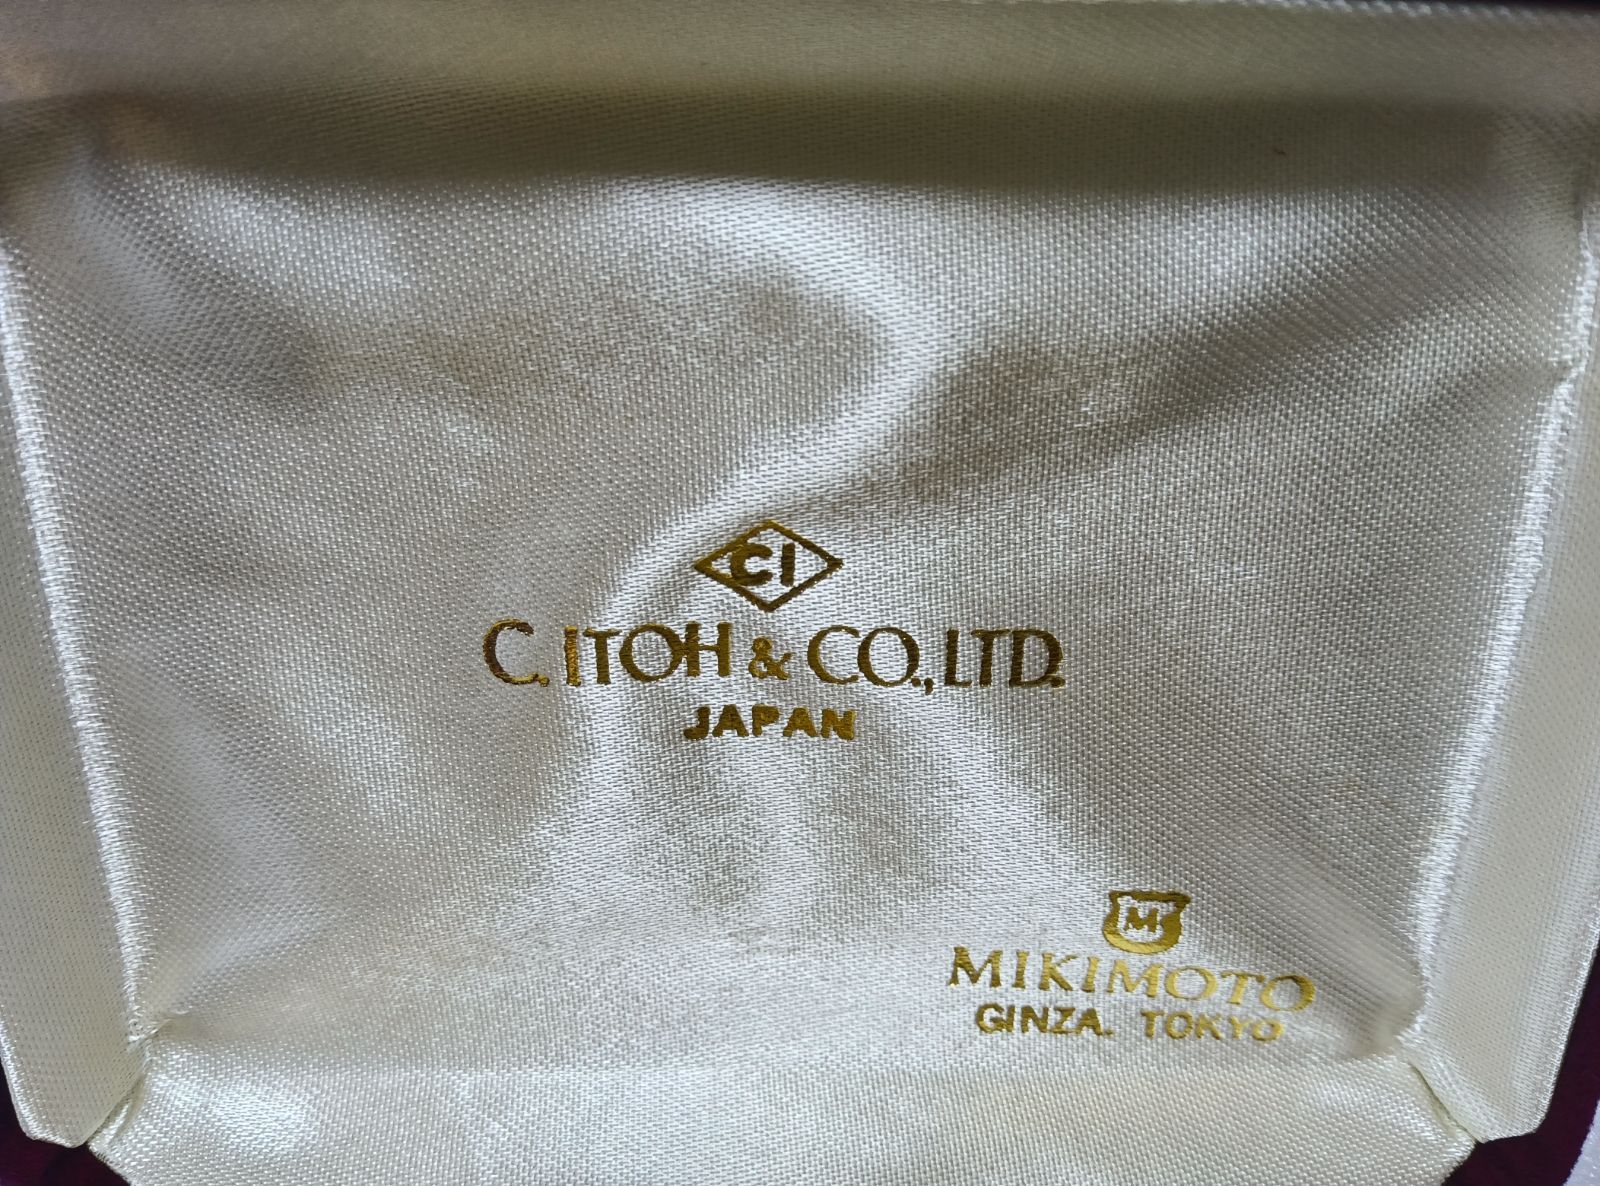 CI
C. ITOH & CO., LTD.
JAPAN
M
MIKIMOTO
GINZA. TOKYO